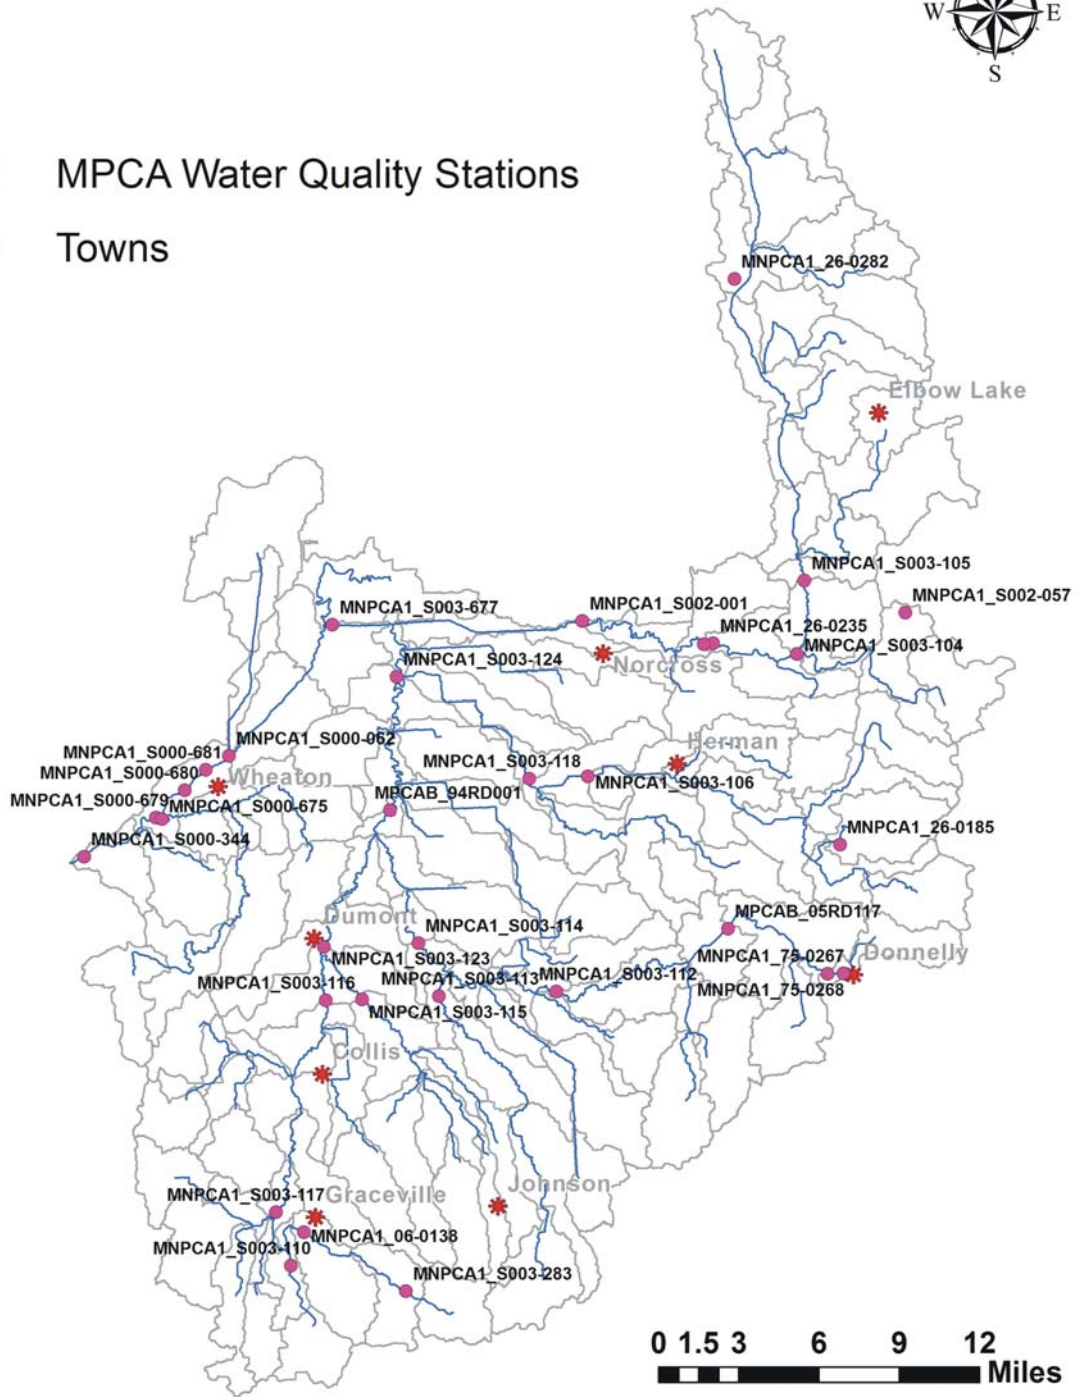 W E
S
MPCA Water Quality Stations
Towns
MNPCA1_26-0282
Elbow Lake
MNPCA1_S003-105
MNPCA1_S002-057
MNPCA1_S003-677
MNPCA1_S002-001
MNPCA1_26-0235
MNPCA1_S003-104
MNPCA1_S003-124
Norcross
MNPCA1_S000-062
Herman
MNPCA1_S000-681
MNPCA1_S003-118
MNPCA1_S000-680
Wheaton
MNPCA1_S003-106
MNPCA1_S000-679
MNPCA1_S000-675
MPCAB_94RD001
MNPCA1_26-0185
MNPCA1_S000-344
MPCAB_05RD117
Dumont
MNPCA1_S003-114
MNPCA1_S003-123
MNPCA1_75-0267
Donnelly
MNPCA1_S003-116
MNPCA1_S003-113
MNPCA1_S003-112
MNPCA1_75-0268
MNPCA1_S003-115
Collis
Johnson
MNPCA1_S003-117
Graceville
MNPCA1_06-0138
MNPCA1_S003-110
MNPCA1_S003-283
0 1.5 3 6 9 12
Miles